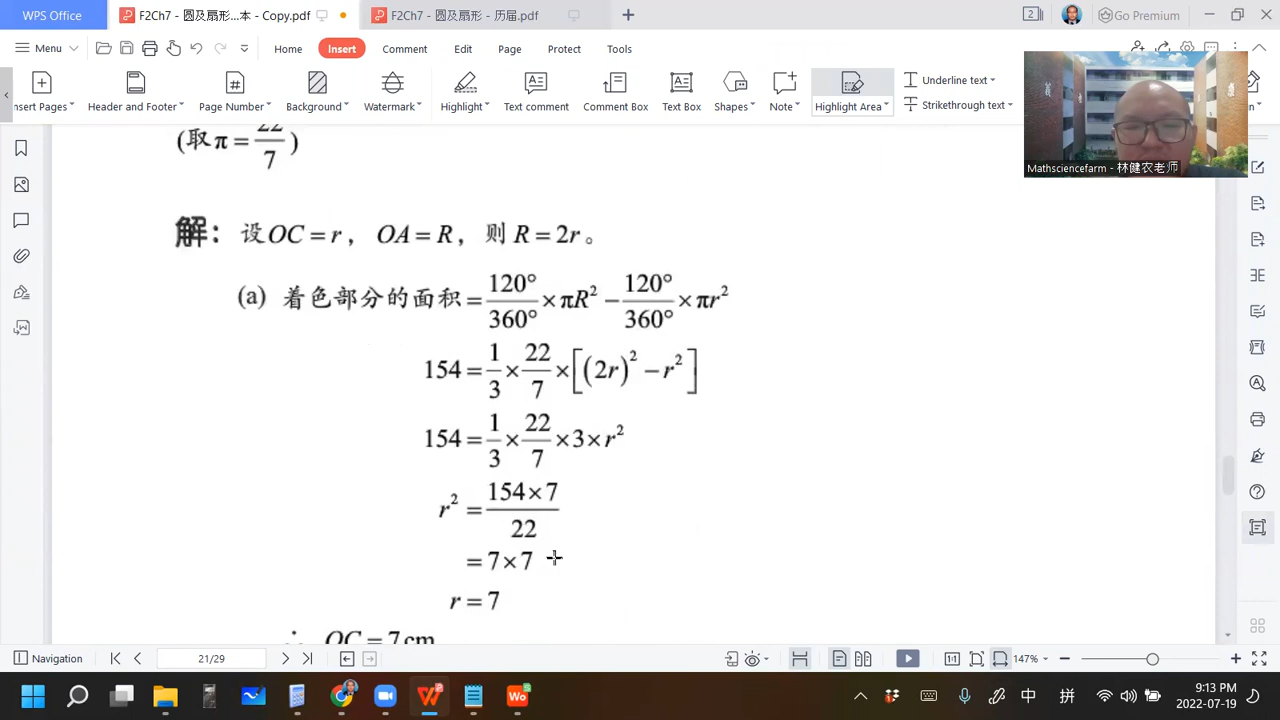 WPS Office
F2Ch7 - 圆及扇形...本 - Copy.pdf
F2Ch7 - 圆及扇形 - 历届.pdf
2
Go Premium
Menu
Home
Insert
Comment
Edit
Page
Protect
Tools
nsert Pages
Header and Footer
Page Number
Background
Watermark
Highlight
Text comment
Comment Box
Text Box
Shapes
Note
Highlight Area
Underline text
Strikethrough text
Mathsciencefarm - 林健农老师
(取π = 22/7)
解: 设OC = r, OA = R, 则 R = 2r。
(a) 着色部分的面积 = 120°/360° × πR² − 120°/360° × πr²
154 = 1/3 × 22/7 × [(2r)² − r²]
154 = 1/3 × 22/7 × 3 × r²
r² = 154 × 7 / 22
= 7 × 7
r = 7
∴ OC = 7 cm
Navigation
21/29
147%
中
拼
9:13 PM
2022-07-19